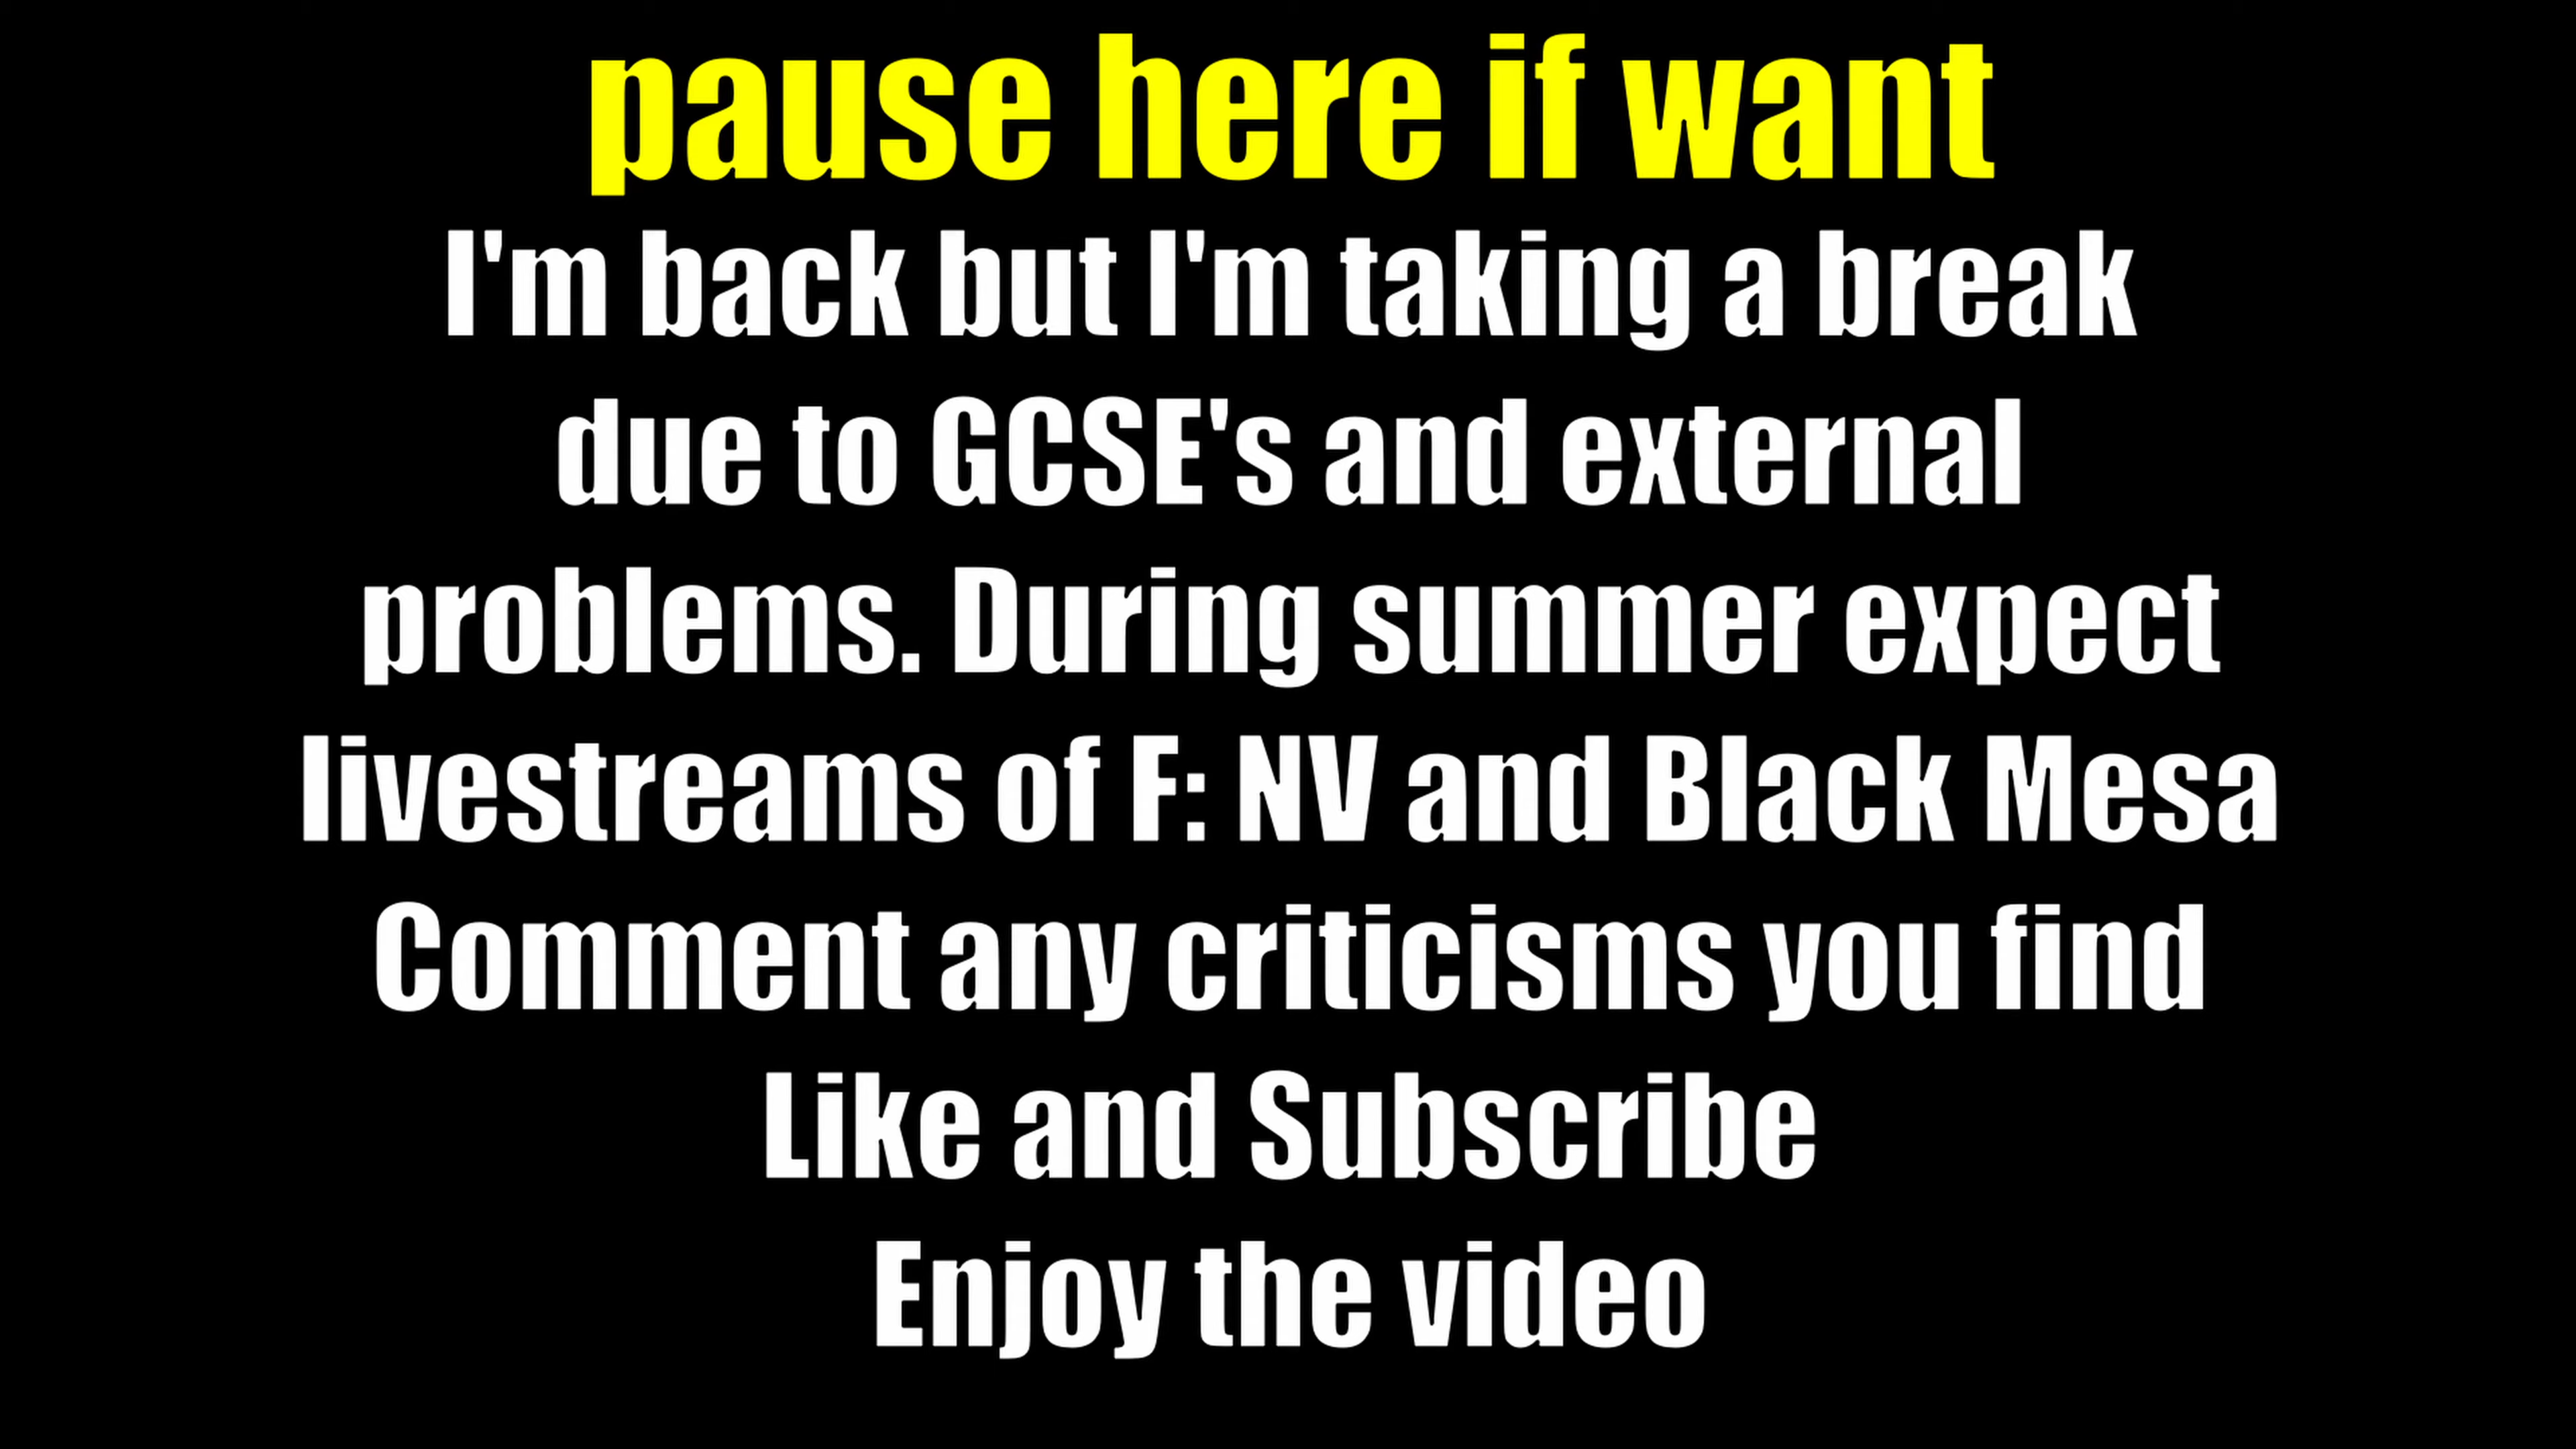 pause here if want
I'm back but I'm taking a break
due to GCSE's and external
problems. During summer expect
livestreams of F: NV and Black Mesa
Comment any criticisms you find
Like and Subscribe
Enjoy the video